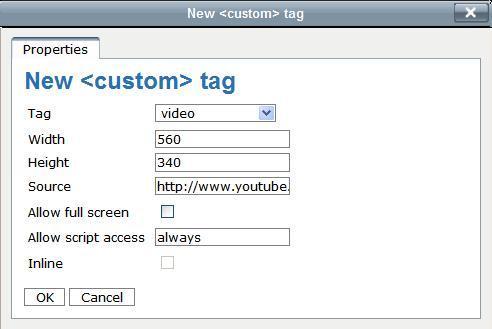 New <custom> tag
Properties
New <custom> tag
Tag video
Width 560
Height 340
Source http://www.youtube.
Allow full screen
Allow script access always
Inline
OK Cancel